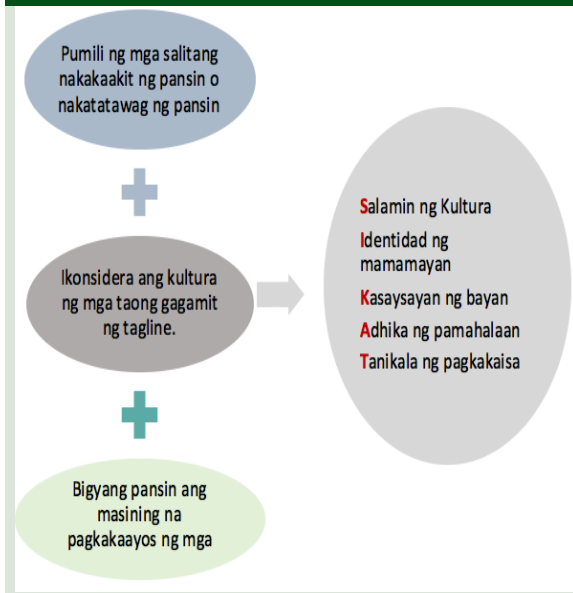 Pumili ng mga salitang
nakakaakit ng pansin o
nakatatawag ng pansin
Ikonsidera ang kultura
ng mga taong gagamit
ng tagline.
Bigyang pansin ang
masining na
pagkakaayos ng mga
Salamin ng Kultura
Identidad ng
mamamayan
Kasaysayan ng bayan
Adhika ng pamahalaan
Tanikala ng pagkakaisa